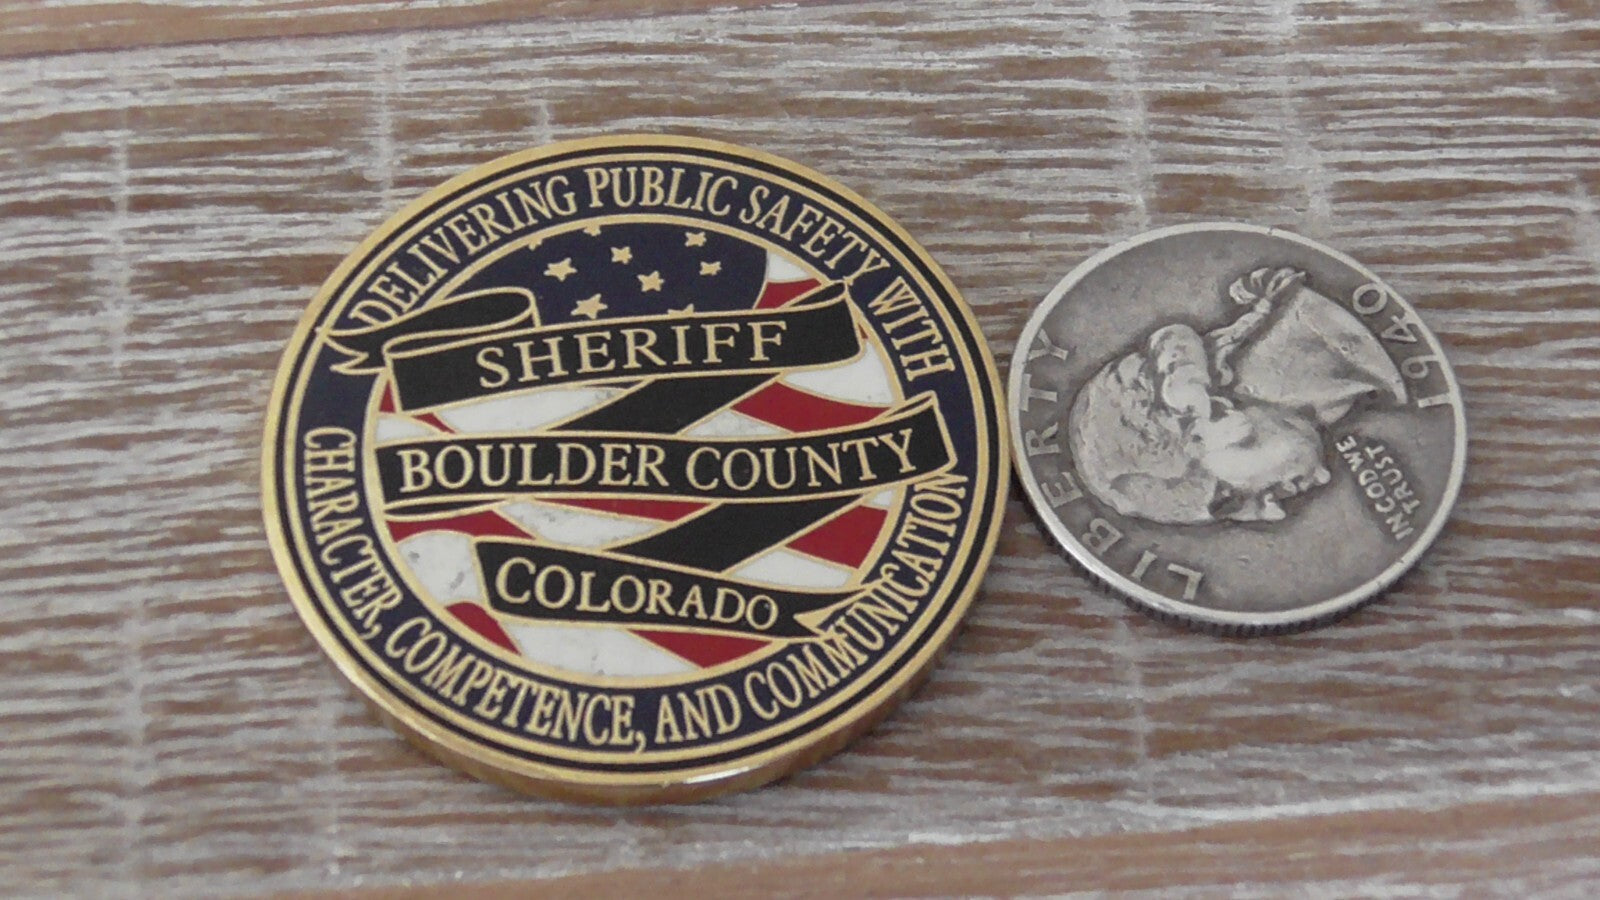 DELIVERING PUBLIC SAFETY WITH
SHERIFF
BOULDER COUNTY
COLORADO
CHARACTER, COMPETENCE, AND COMMUNICATION
LIBERTY
IN GOD WE
TRUST
1940